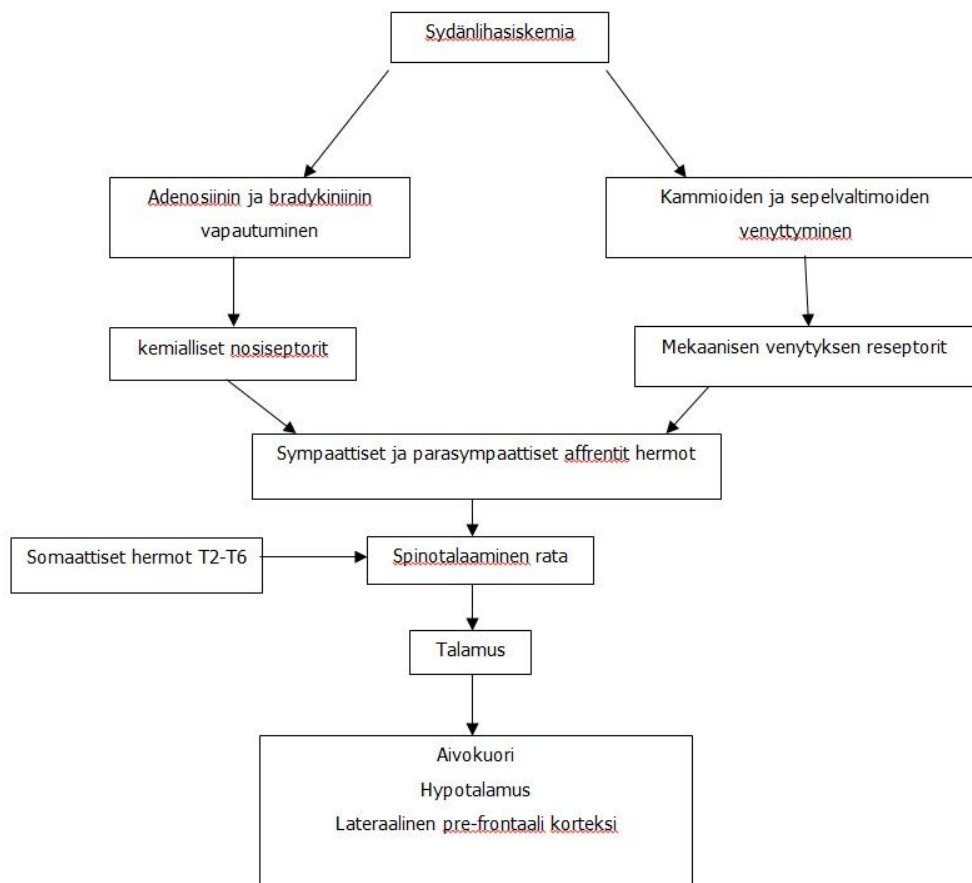 Sydänlihasiskemia
Adenosiinin ja bradykiniinin
vapautuminen
Kammioiden ja sepelvaltimoiden
venyttyminen
kemialliset nosiseptorit
Mekaanisen venytyksen reseptorit
Sympaattiset ja parasympaattiset affrentit hermot
Somaattiset hermot T2-T6
Spinotalaaminen rata
Talamus
Aivokuori
Hypotalamus
Lateraalinen pre-frontaali korteksi